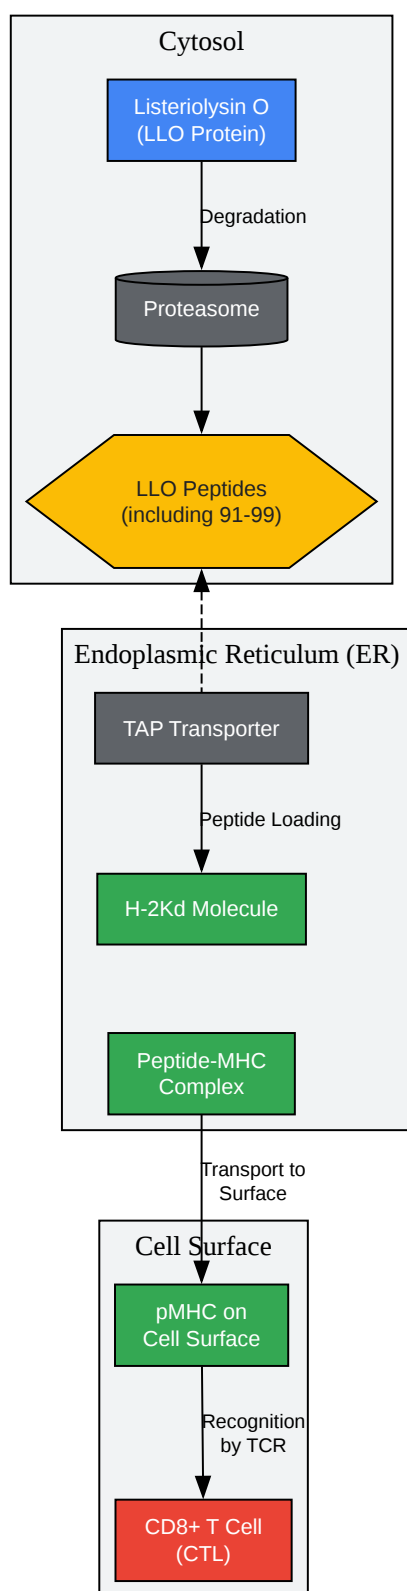 Cytosol
Listeriolysin O
(LLO Protein)
Degradation
Proteasome
LLO Peptides
(including 91-99)
Endoplasmic Reticulum (ER)
TAP Transporter
Peptide Loading
H-2Kd Molecule
Peptide-MHC
Complex
Transport to
Surface
Cell Surface
pMHC on
Cell Surface
Recognition
by TCR
CD8+ T Cell
(CTL)